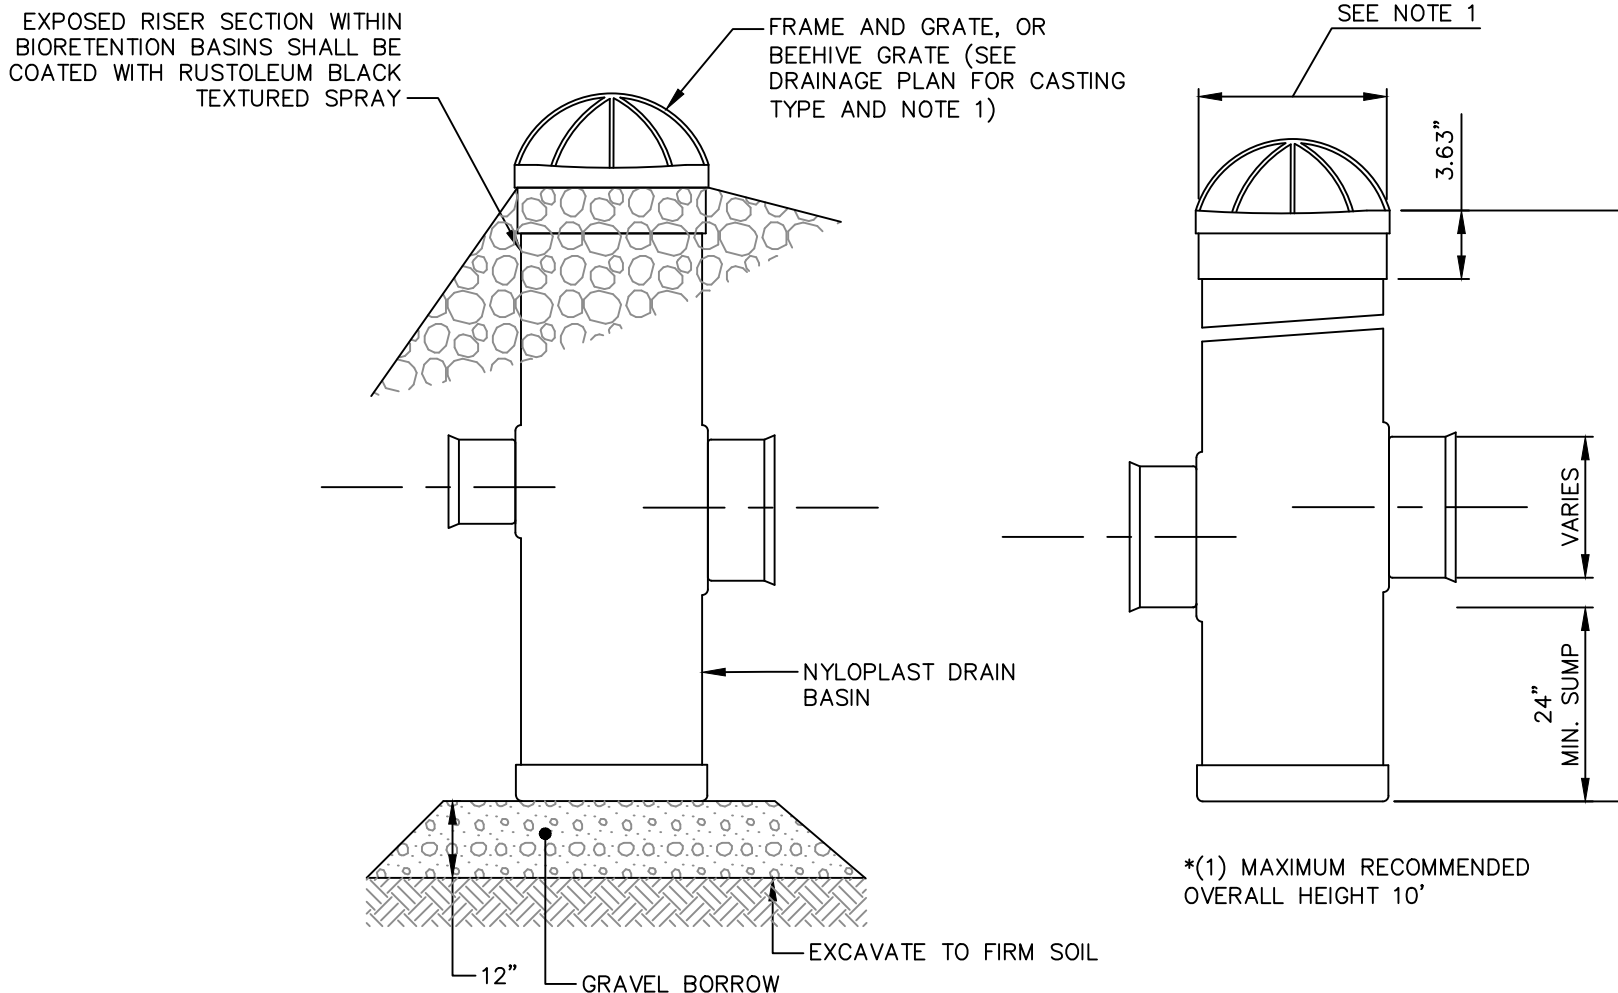 EXPOSED RISER SECTION WITHIN
BIORETENTION BASINS SHALL BE
COATED WITH RUSTOLEUM BLACK
TEXTURED SPRAY
FRAME AND GRATE, OR
BEEHIVE GRATE (SEE
DRAINAGE PLAN FOR CASTING
TYPE AND NOTE 1)
SEE NOTE 1
3.63”
VARIES
24”
MIN. SUMP
NYLOPLAST DRAIN
BASIN
*(1) MAXIMUM RECOMMENDED
OVERALL HEIGHT 10’
EXCAVATE TO FIRM SOIL
12”
GRAVEL BORROW